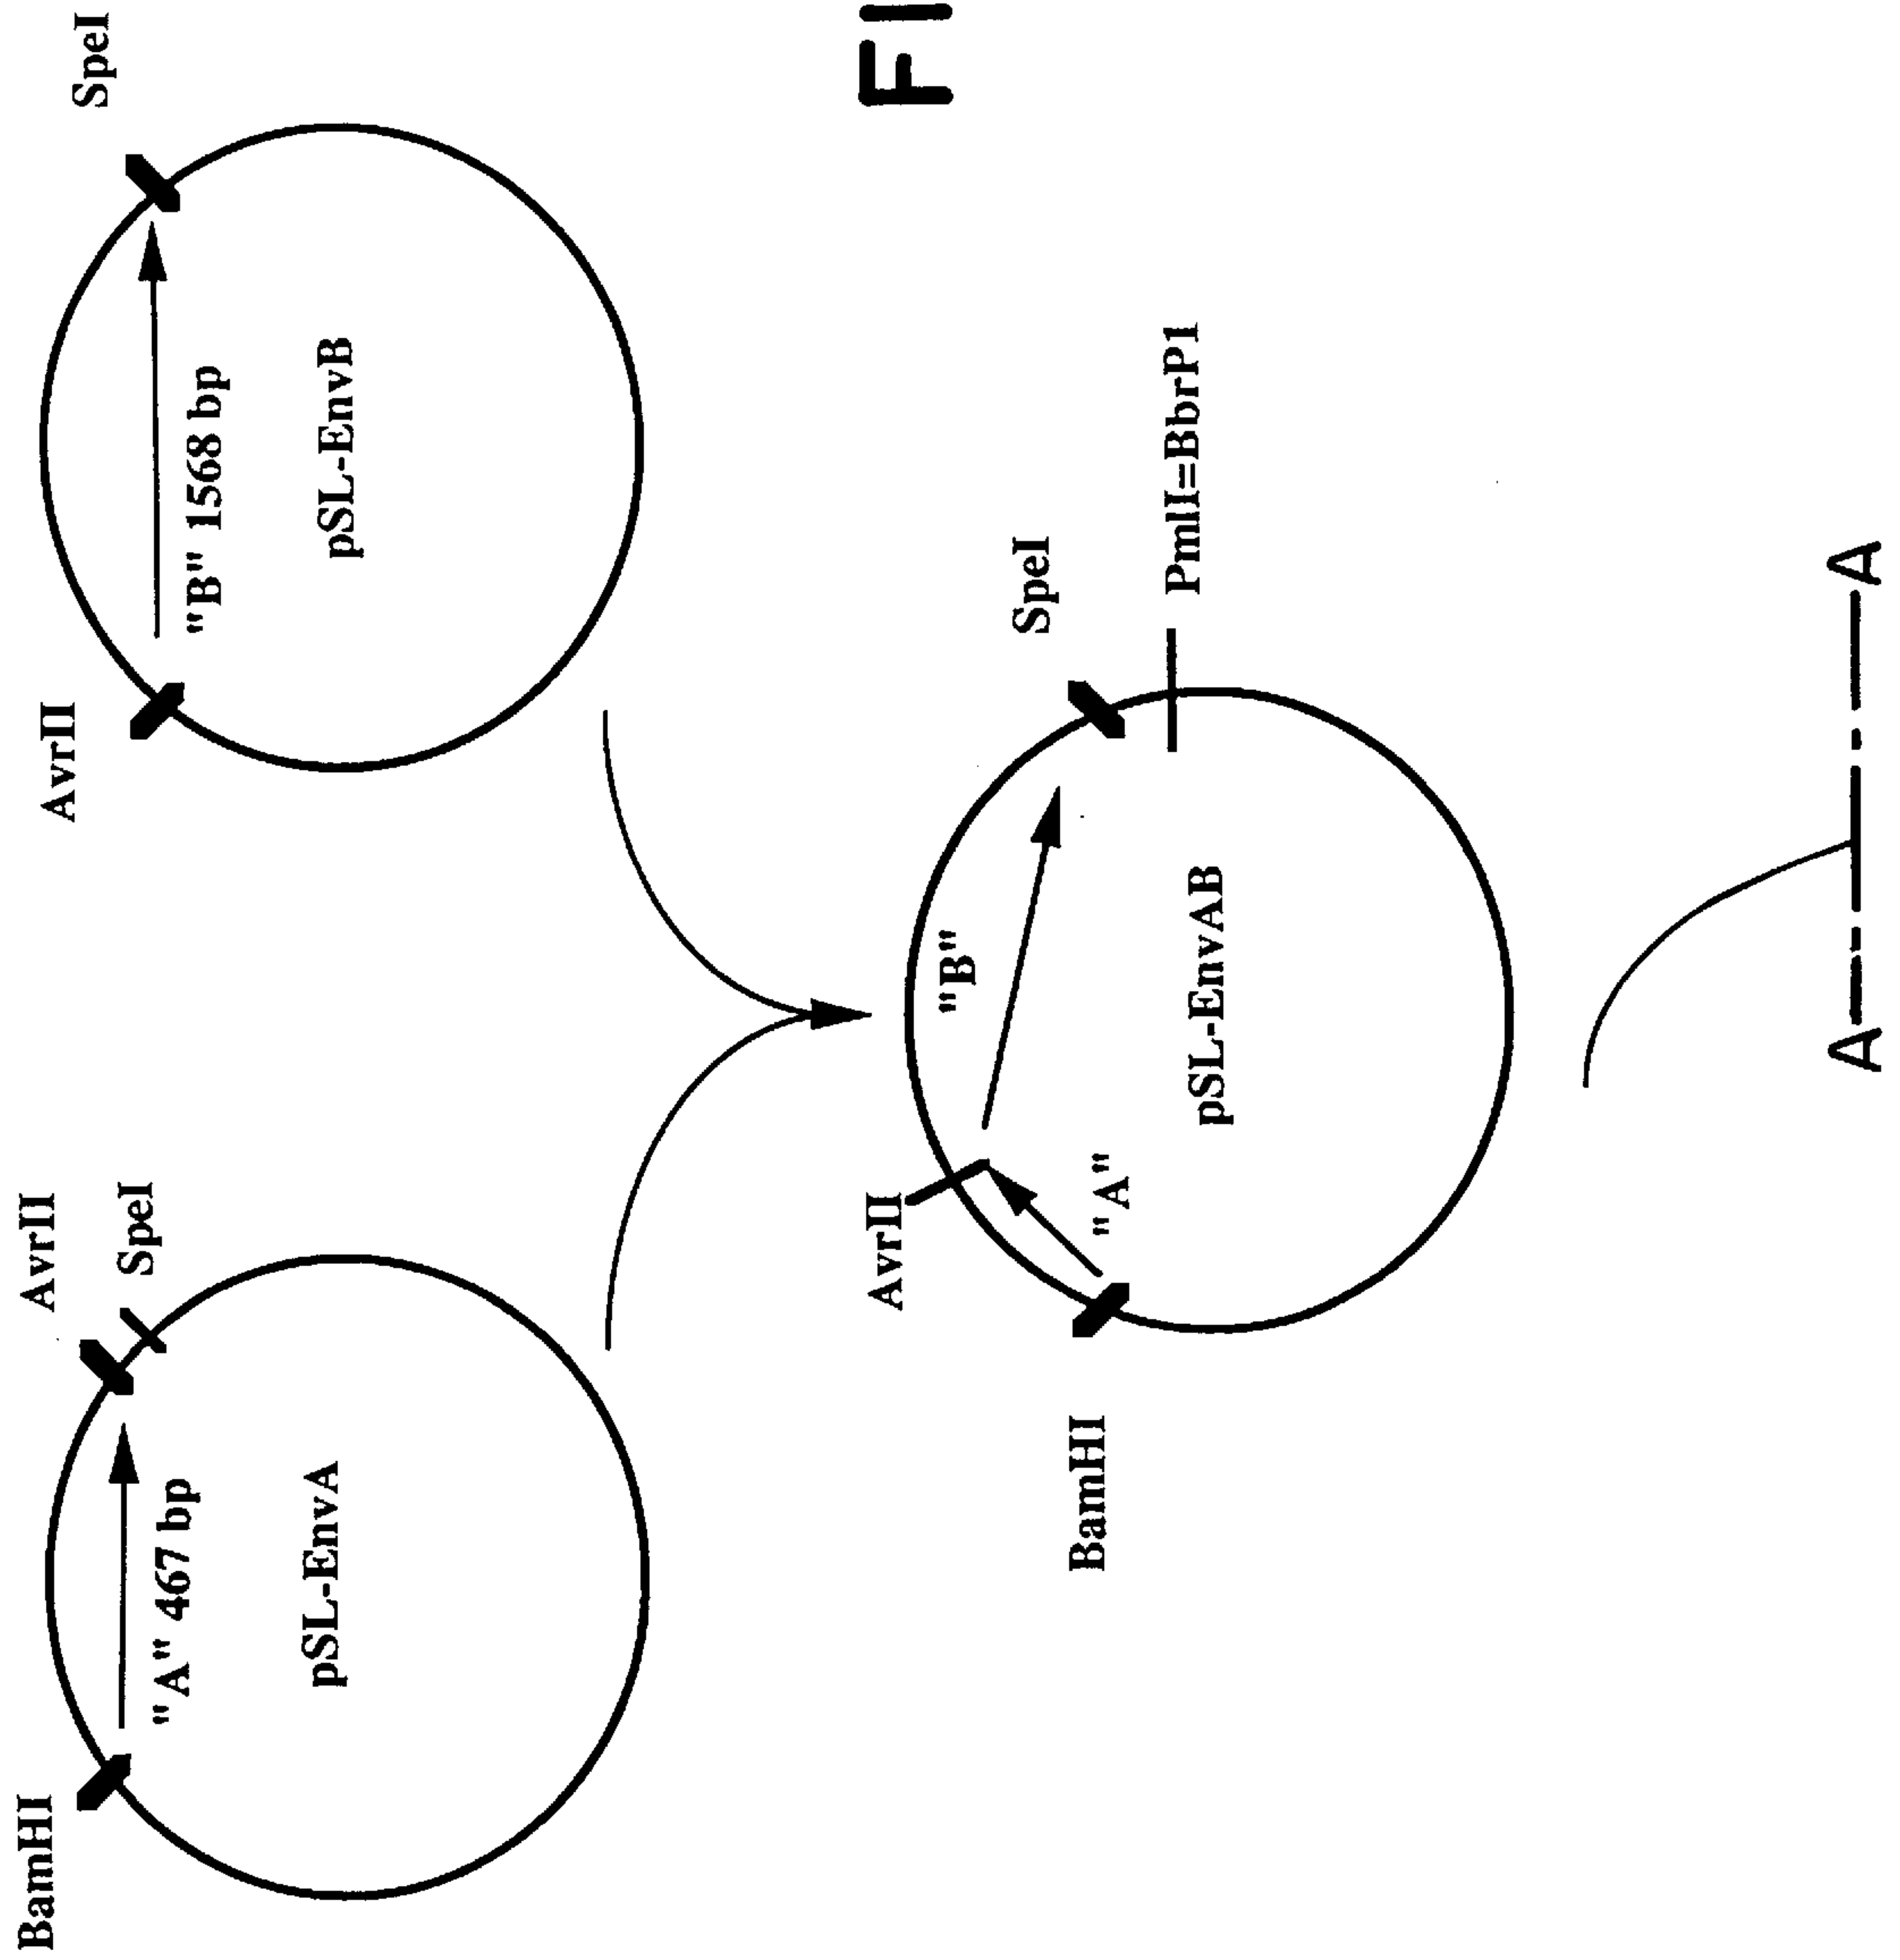 BamHI
AvrII
SpeI
"A" 467 bp
pSL-EnvA
AvrII
SpeI
"B" 1568 bp
pSL-EnvB
AvrII
"B"
SpeI
PmlI=BbrP1
BamHI
"A"
pSL-EnvAB
A
A
FI